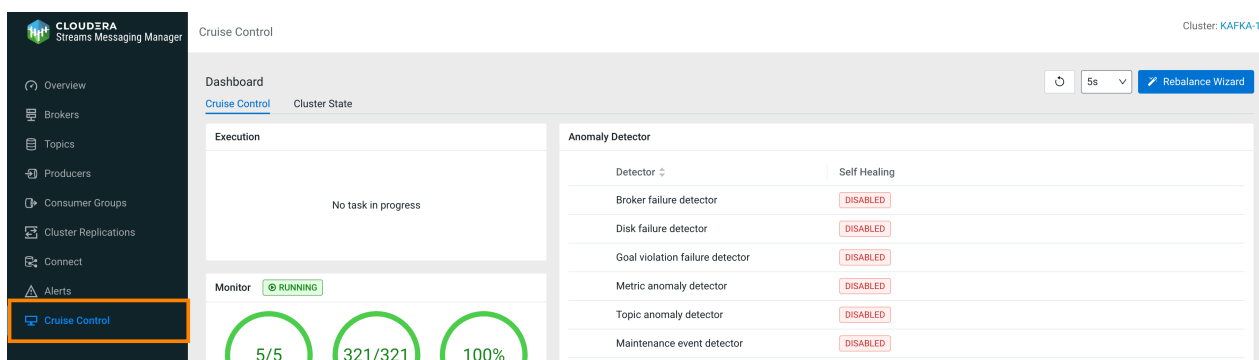 CLOUDERA
Streams Messaging Manager
Cruise Control
Cluster: KAFKA-1
Overview
Brokers
Topics
Producers
Consumer Groups
Cluster Replications
Connect
Alerts
Cruise Control
Dashboard
5s
Rebalance Wizard
Cruise Control Cluster State
Execution
No task in progress
Monitor RUNNING
5/5 321/321 100%
Anomaly Detector
Detector Self Healing
Broker failure detector DISABLED
Disk failure detector DISABLED
Goal violation failure detector DISABLED
Metric anomaly detector DISABLED
Topic anomaly detector DISABLED
Maintenance event detector DISABLED